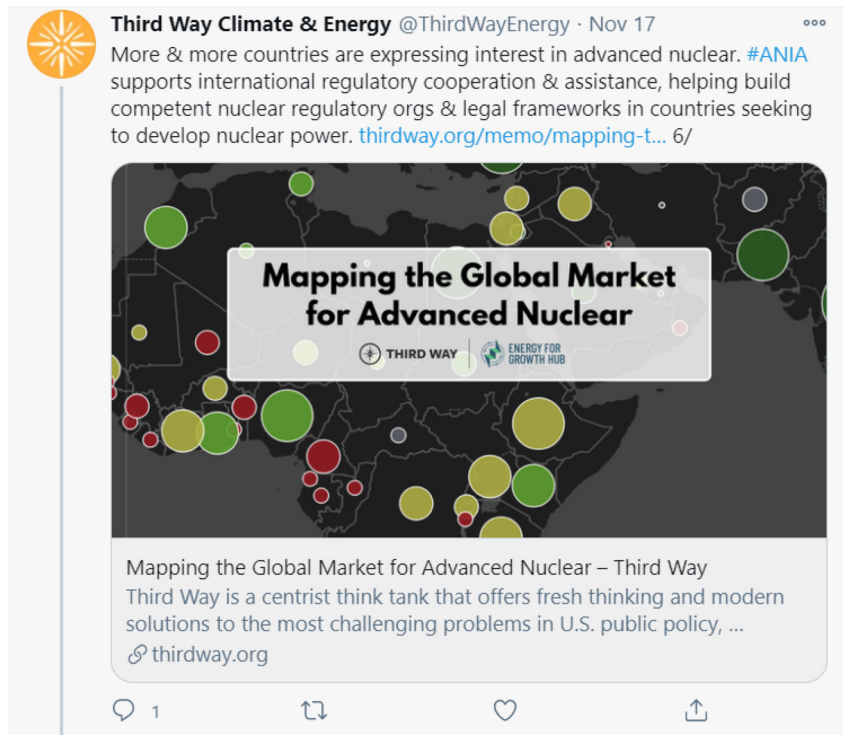 Third Way Climate & Energy @ThirdWayEnergy · Nov 17
More & more countries are expressing interest in advanced nuclear. #ANIA
supports international regulatory cooperation & assistance, helping build
competent nuclear regulatory orgs & legal frameworks in countries seeking
to develop nuclear power. thirdway.org/memo/mapping-t... 6/
Mapping the Global Market
for Advanced Nuclear
THIRD WAY
ENERGY FOR
GROWTH HUB
Mapping the Global Market for Advanced Nuclear – Third Way
Third Way is a centrist think tank that offers fresh thinking and modern
solutions to the most challenging problems in U.S. public policy, ...
thirdway.org
1